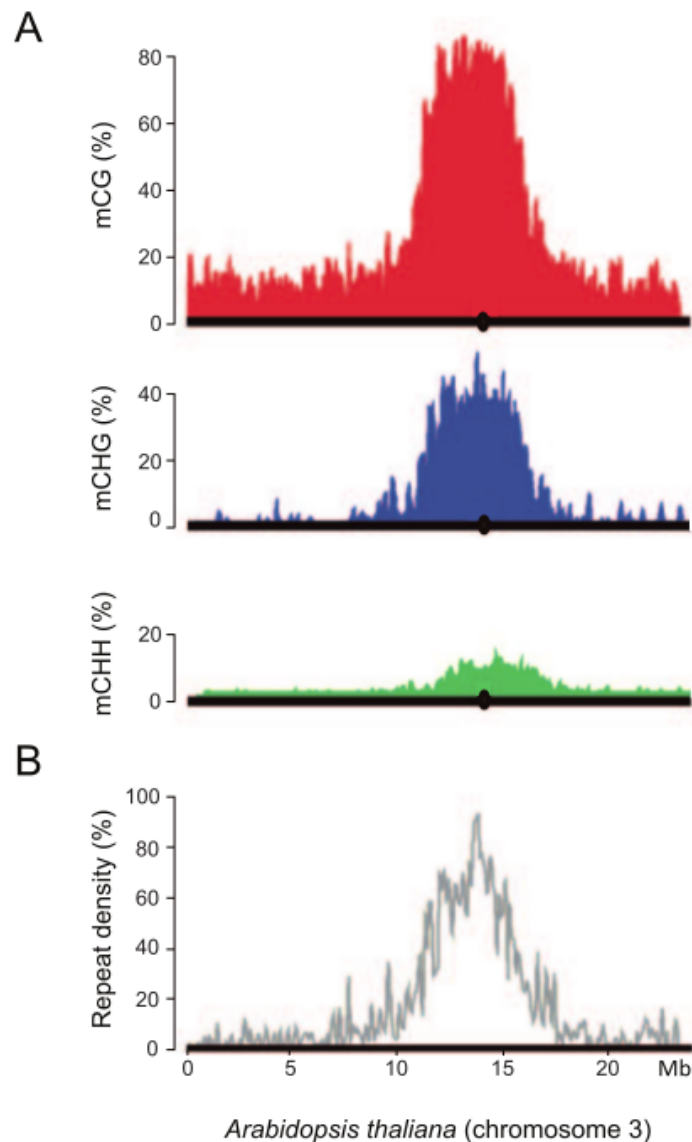 A
mCG (%)
80
60
40
20
0
mCHG (%)
40
20
0
mCHH (%)
20
0
B
Repeat density (%)
100
80
60
40
20
0
0 5 10 15 20 Mb
Arabidopsis thaliana (chromosome 3)